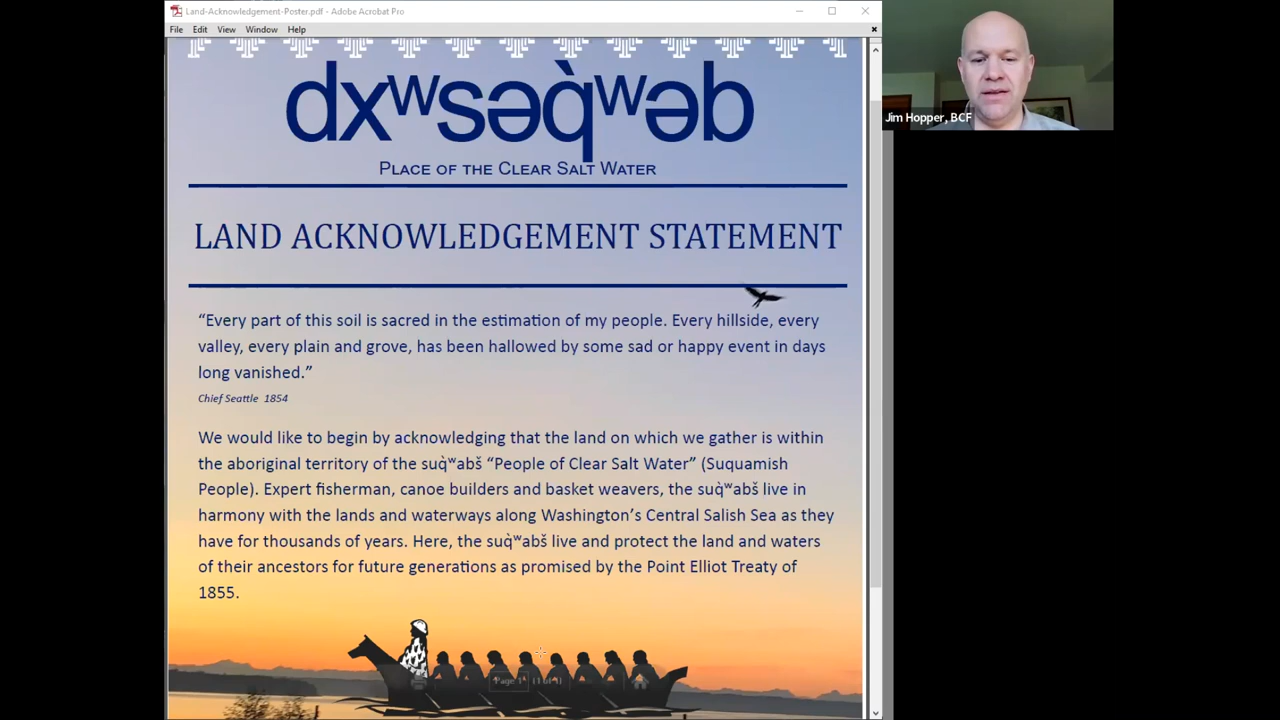 Land-Acknowledgement-Poster.pdf - Adobe Acrobat Pro
File Edit View Window Help
dxʷsəq̀ʷəb
PLACE OF THE CLEAR SALT WATER
LAND ACKNOWLEDGEMENT STATEMENT
“Every part of this soil is sacred in the estimation of my people. Every hillside, every
valley, every plain and grove, has been hallowed by some sad or happy event in days
long vanished.”
Chief Seattle 1854
We would like to begin by acknowledging that the land on which we gather is within
the aboriginal territory of the suq̀ʷabš “People of Clear Salt Water” (Suquamish
People). Expert fisherman, canoe builders and basket weavers, the suq̀ʷabš live in
harmony with the lands and waterways along Washington’s Central Salish Sea as they
have for thousands of years. Here, the suq̀ʷabš live and protect the land and waters
of their ancestors for future generations as promised by the Point Elliot Treaty of
1855.
Page 1 (1 of 1)
Jim Hopper, BCF